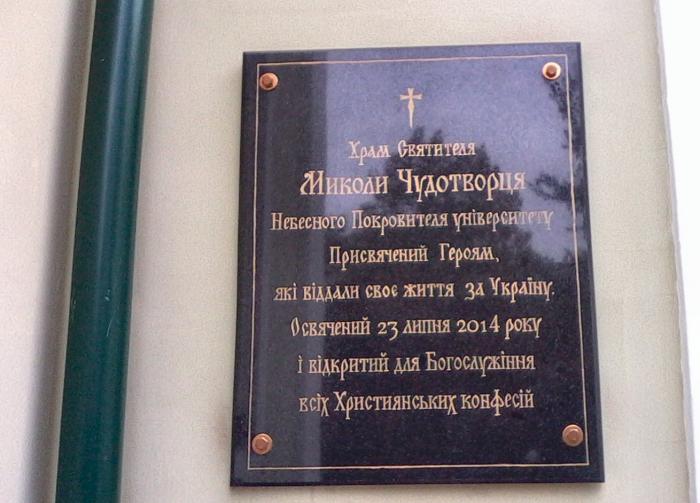 Храм Святителя
Миколи Чудотворця
Небесного Покровителя університету
Присвячений Героям,
які віддали своє життя за Україну.
Освячений 23 липня 2014 року
і відкритий для Богослужіння
всіх Християнських конфесій